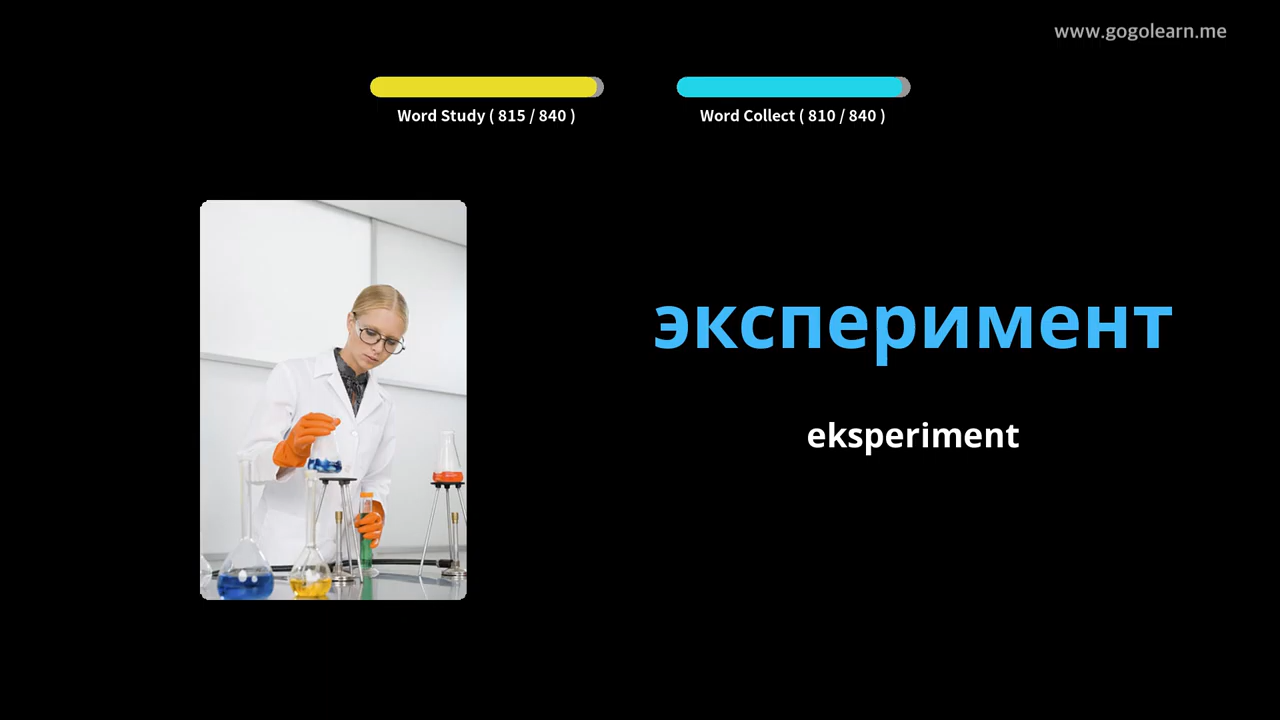 www.gogolearn.me
Word Study ( 815 / 840 )
Word Collect ( 810 / 840 )
эксперимент
eksperiment